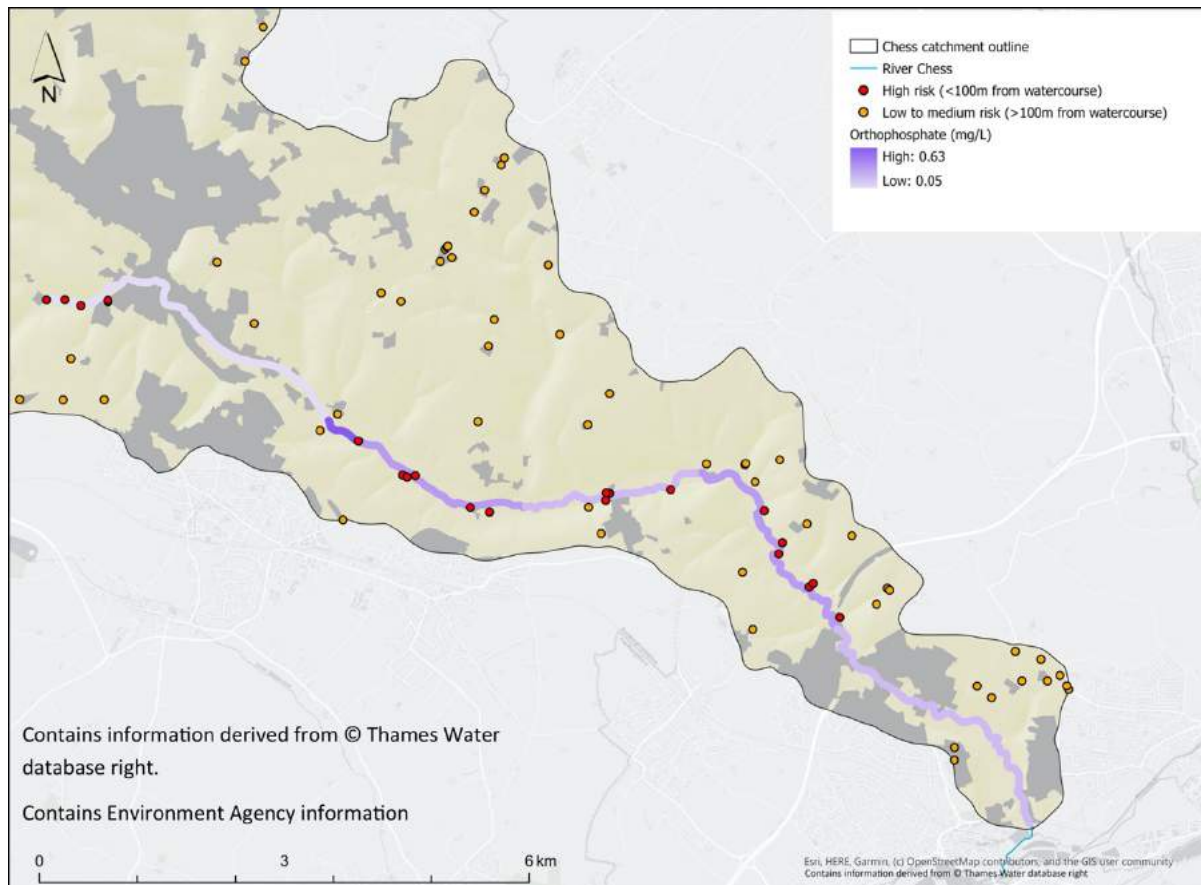 N
Chess catchment outline
River Chess
High risk (<100m from watercourse)
Low to medium risk (>100m from watercourse)
Orthophosphate (mg/L)
High: 0.63
Low: 0.05
Contains information derived from © Thames Water
database right.
Contains Environment Agency information
0 3 6 km
Esri, HERE, Garmin, (c) OpenStreetMap contributors, and the GIS user community
Contains information derived from © Thames Water database right